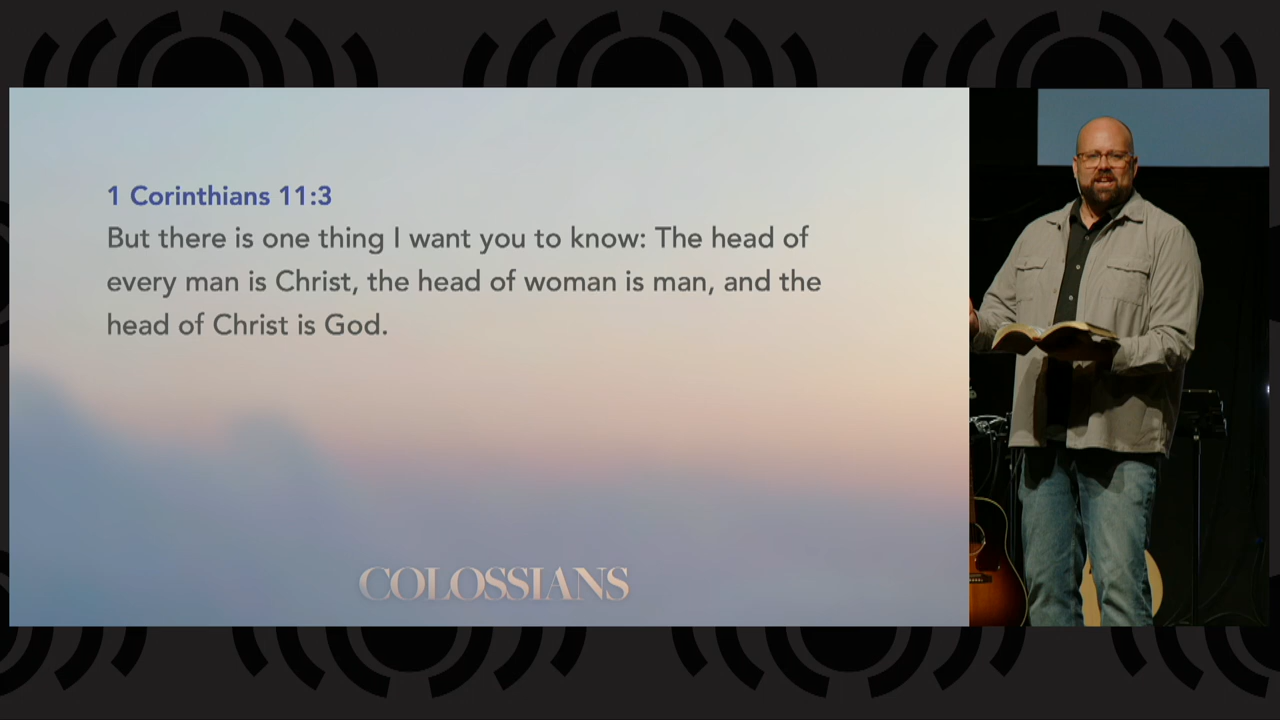 1 Corinthians 11:3
But there is one thing I want you to know: The head of
every man is Christ, the head of woman is man, and the
head of Christ is God.
COLOSSIANS